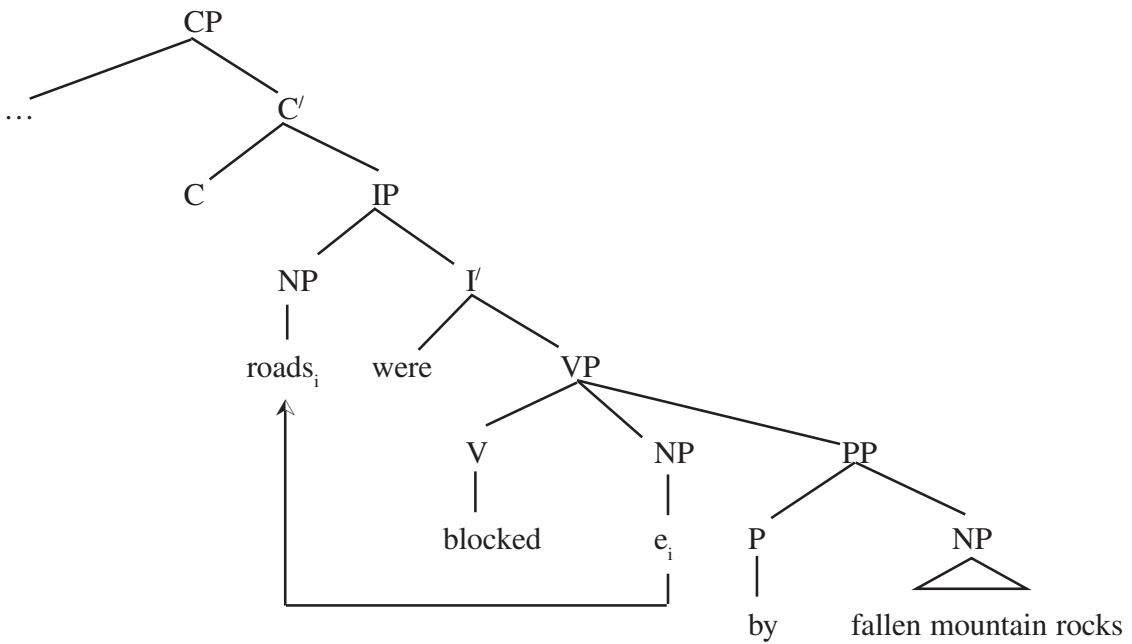 CP
…
C′
C
IP
NP
I′
roadsᵢ
were
VP
V
NP
PP
blocked
eᵢ
P
NP
by
fallen mountain rocks